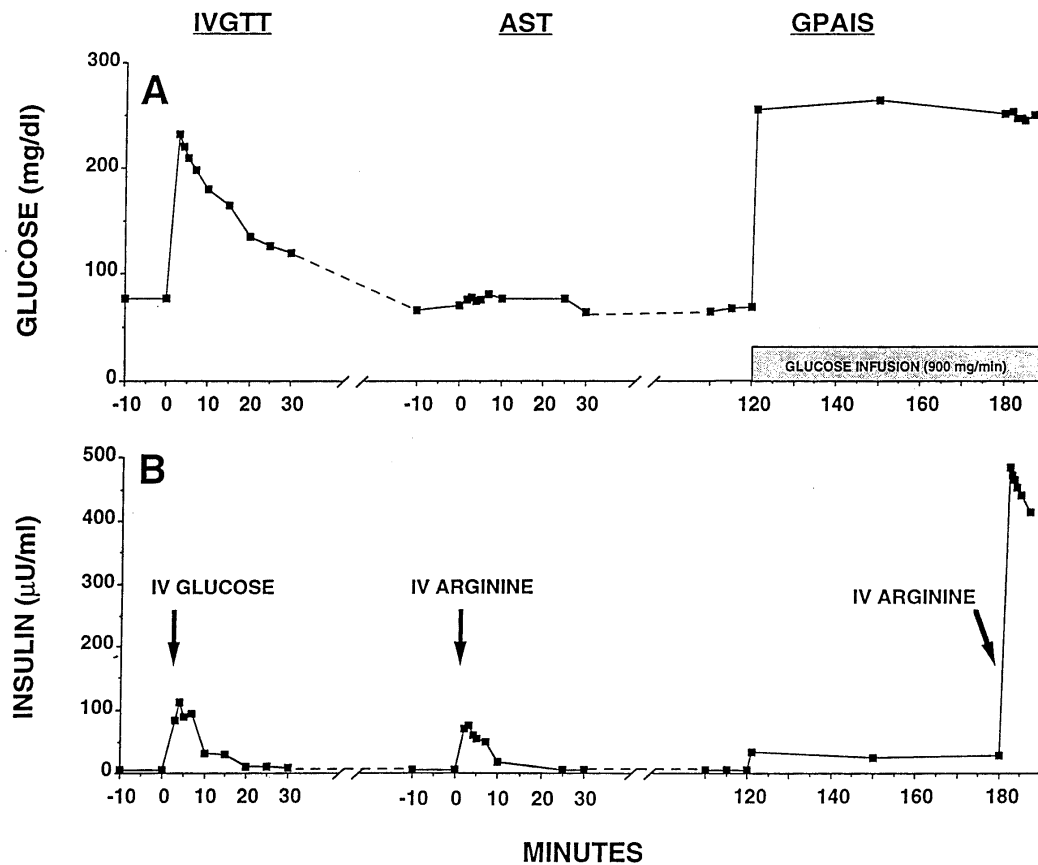 IVGTT AST GPAIS
A
GLUCOSE (mg/dl)
300
200
100
0
GLUCOSE INFUSION (900 mg/min)
-10 0 10 20 30 -10 0 10 20 30 120 140 160 180
B
INSULIN (µU/ml)
500
400
300
200
100
0
IV GLUCOSE
IV ARGININE
IV ARGININE
-10 0 10 20 30 -10 0 10 20 30 120 140 160 180
MINUTES